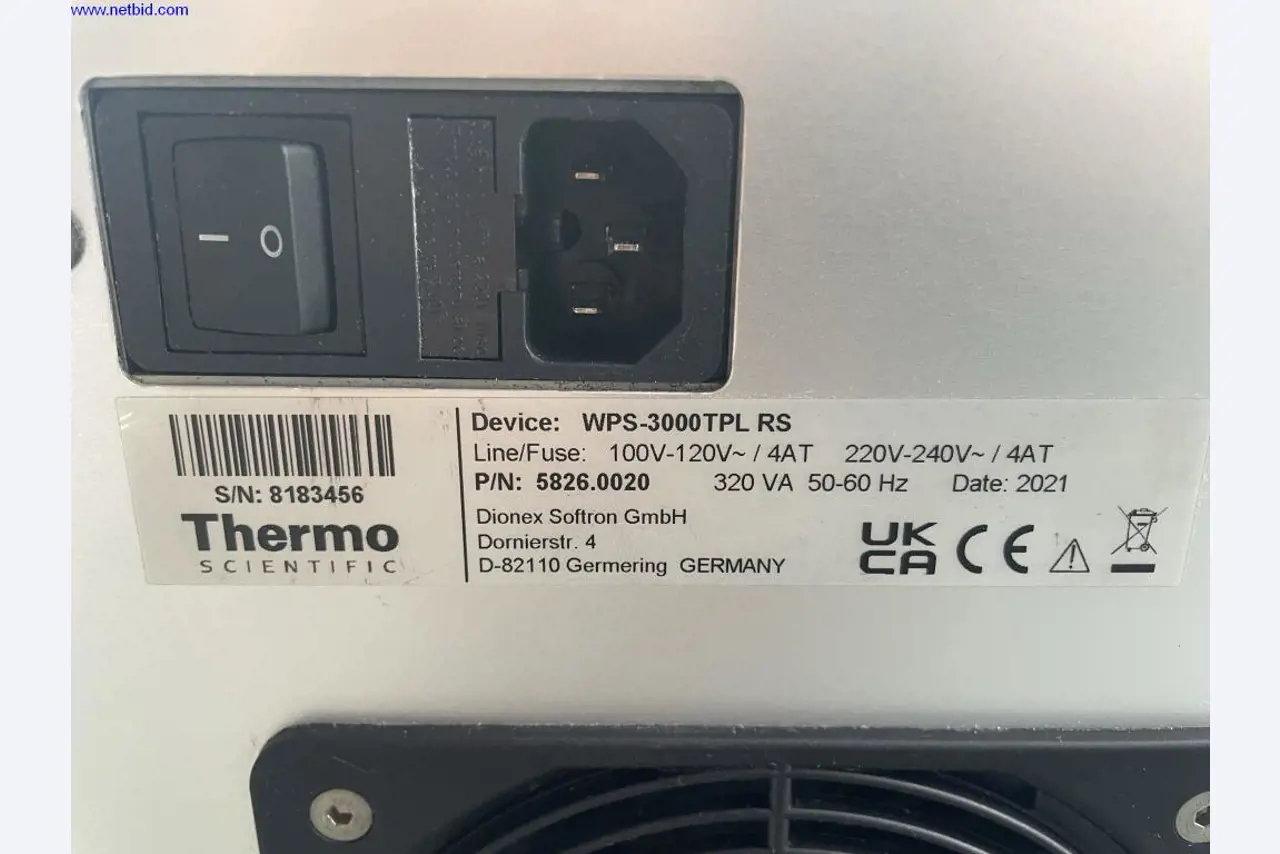 www.netbid.com
Device: WPS-3000TPL RS
Line/Fuse: 100V-120V~ / 4AT 220V-240V~ / 4AT
S/N: 8183456
P/N: 5826.0020 320 VA 50-60 Hz Date: 2021
Thermo
SCIENTIFIC
Dionex Softron GmbH
Dornierstr. 4
D-82110 Germering GERMANY
UK
CA CE